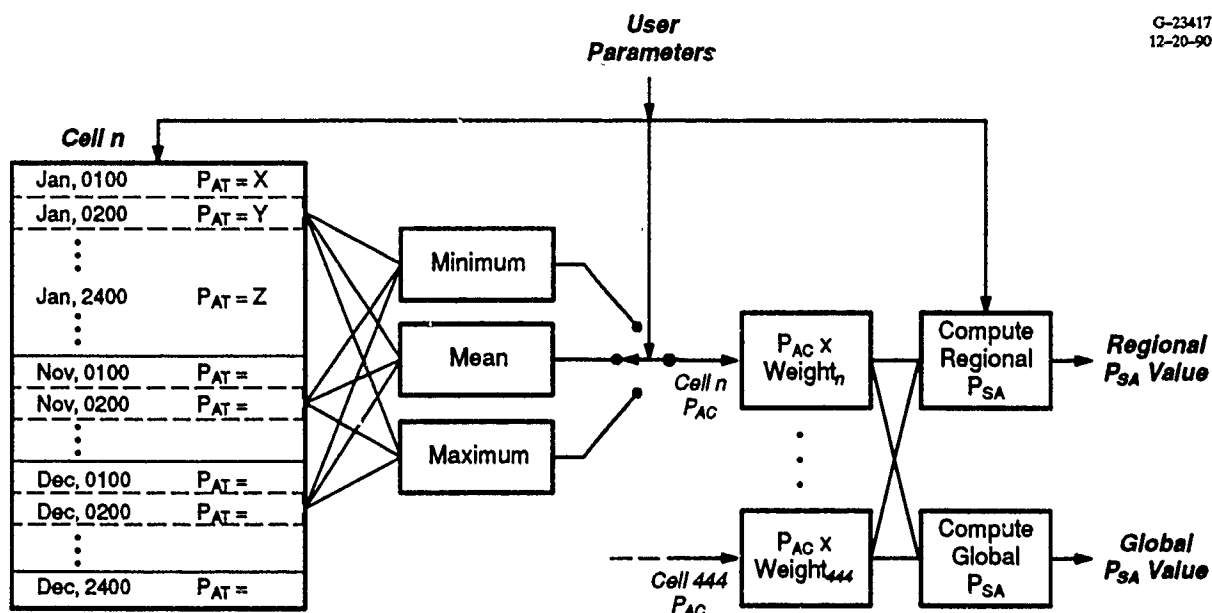 G-23417
12-20-90
User
Parameters
Cell n
Jan, 0100 PAT = X
Jan, 0200 PAT = Y
Jan, 2400 PAT = Z
Nov, 0100 PAT =
Nov, 0200 PAT =
Dec, 0100 PAT =
Dec, 0200 PAT =
Dec, 2400 PAT =
Minimum
Mean
Maximum
Cell n
PAC
PAC x
Weightn
Compute
Regional
PSA
Regional
PSA Value
Cell 444
PAC
PAC x
Weight444
Compute
Global
PSA
Global
PSA Value